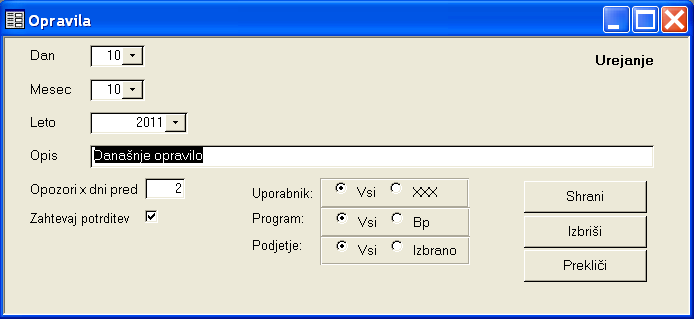 Opravila
Dan 10 Urejanje
Mesec 10
Leto 2011
Opis Današnje opravilo
Opozori x dni pred 2
Uporabnik: Vsi XXX
Shrani
Zahtevaj potrditev
Program: Vsi Bp
Izbriši
Podjetje: Vsi Izbrano
Prekliči